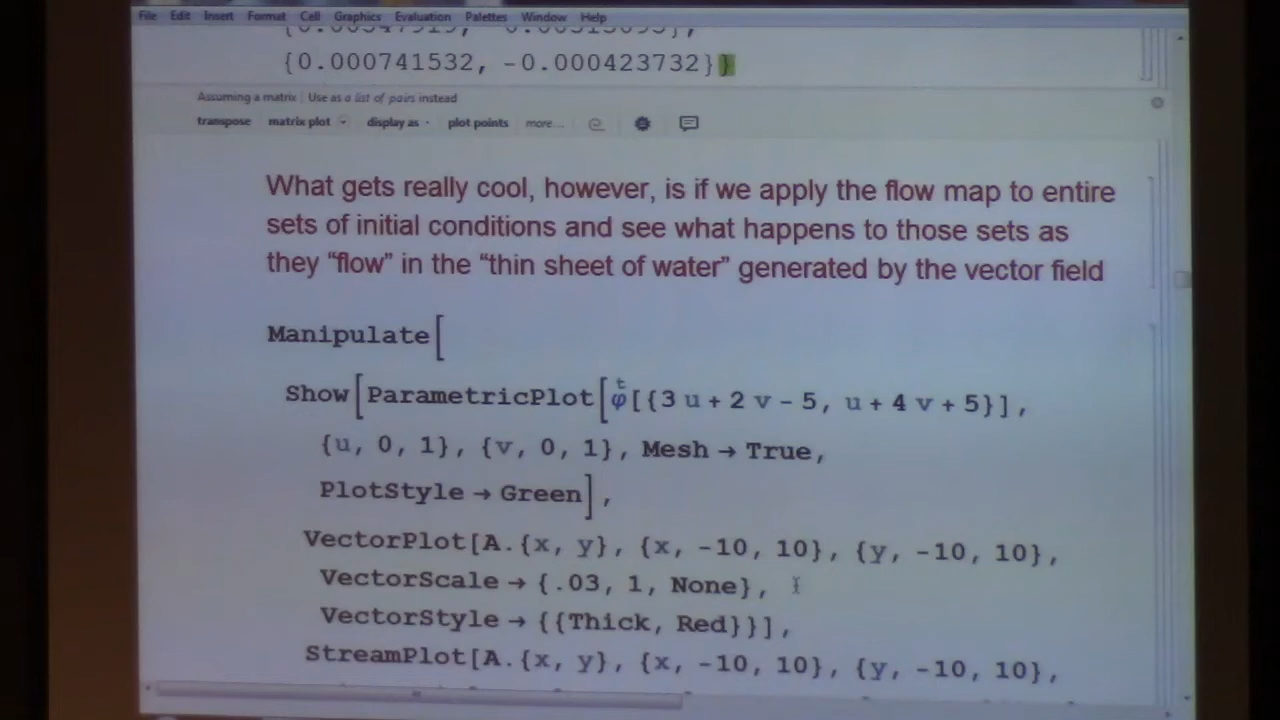 File Edit Insert Format Cell Graphics Evaluation Palettes Window Help
{0.000741532, -0.000423732}}
Assuming a matrix | Use as a list of pairs instead
transpose matrix plot display as plot points more...
What gets really cool, however, is if we apply the flow map to entire
sets of initial conditions and see what happens to those sets as
they “flow” in the “thin sheet of water” generated by the vector field
Manipulate[
Show[ParametricPlot[φ^t[{3 u + 2 v - 5, u + 4 v + 5}],
{u, 0, 1}, {v, 0, 1}, Mesh → True,
PlotStyle → Green],
VectorPlot[A.{x, y}, {x, -10, 10}, {y, -10, 10},
VectorScale → {.03, 1, None},
VectorStyle → {{Thick, Red}}],
StreamPlot[A.{x, y}, {x, -10, 10}, {y, -10, 10},